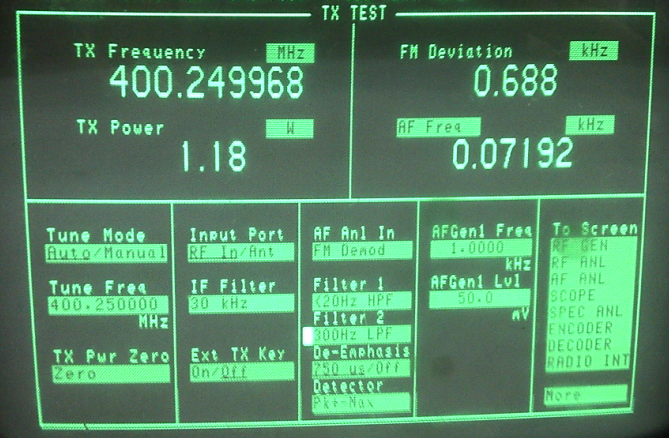 TX TEST
TX Frequency MHz
400.249968
FM Deviation kHz
0.688
TX Power W
1.18
AF Freq kHz
0.07192
Tune Mode
Auto/Manual
Tune Freq
400.250000
MHz
TX Pwr Zero
Zero
Input Port
RF In/Ant
IF Filter
30 kHz
Ext TX Key
On/Off
AF Anl In
FM Demod
Filter 1
<20Hz HPF
Filter 2
300Hz LPF
De-Emphasis
750 us/Off
Detector
Pk+-Max
AFGen1 Freq
1.0000
kHz
AFGen1 Lvl
50.0
mV
To Screen
RF GEN
RF ANL
AF ANL
SCOPE
SPEC ANL
ENCODER
DECODER
RADIO INT
More